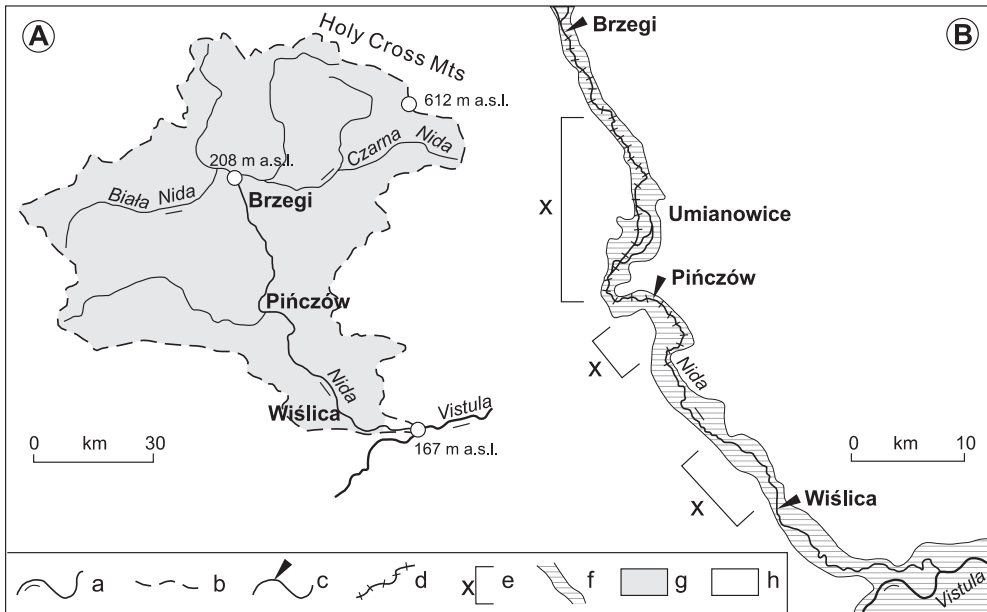 A
Holy Cross Mts
612 m a.s.l.
Czarna Nida
208 m a.s.l.
Brzegi
Biała Nida
Pińczów
Nida
Wiślica
Vistula
0 km 30
167 m a.s.l.
B
Brzegi
x
Umianowice
Pińczów
x
Nida
0 km 10
x
Wiślica
Vistula
a b c d x e f g h